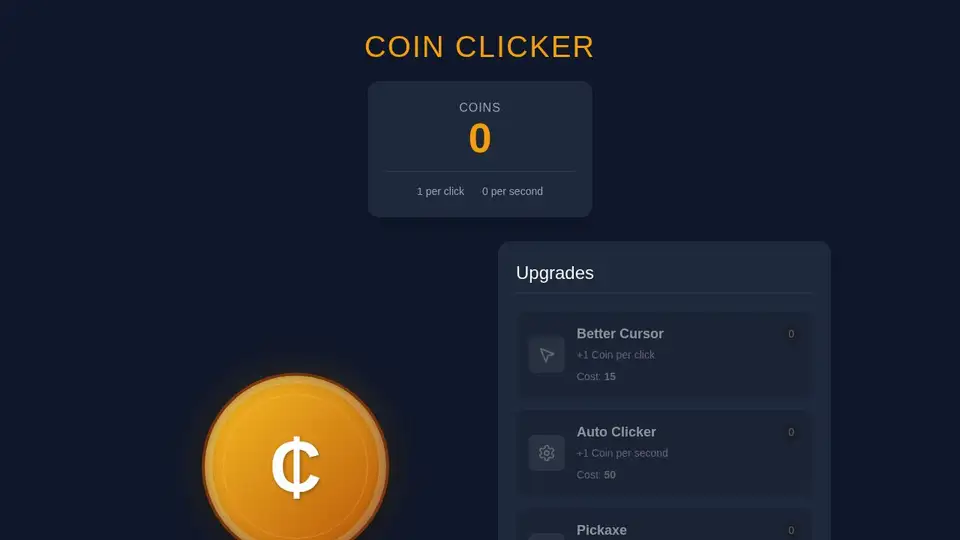 COIN CLICKER
COINS
0
1 per click 0 per second
Upgrades
Better Cursor 0
+1 Coin per click
Cost: 15
Auto Clicker 0
+1 Coin per second
Cost: 50
Pickaxe 0
₵